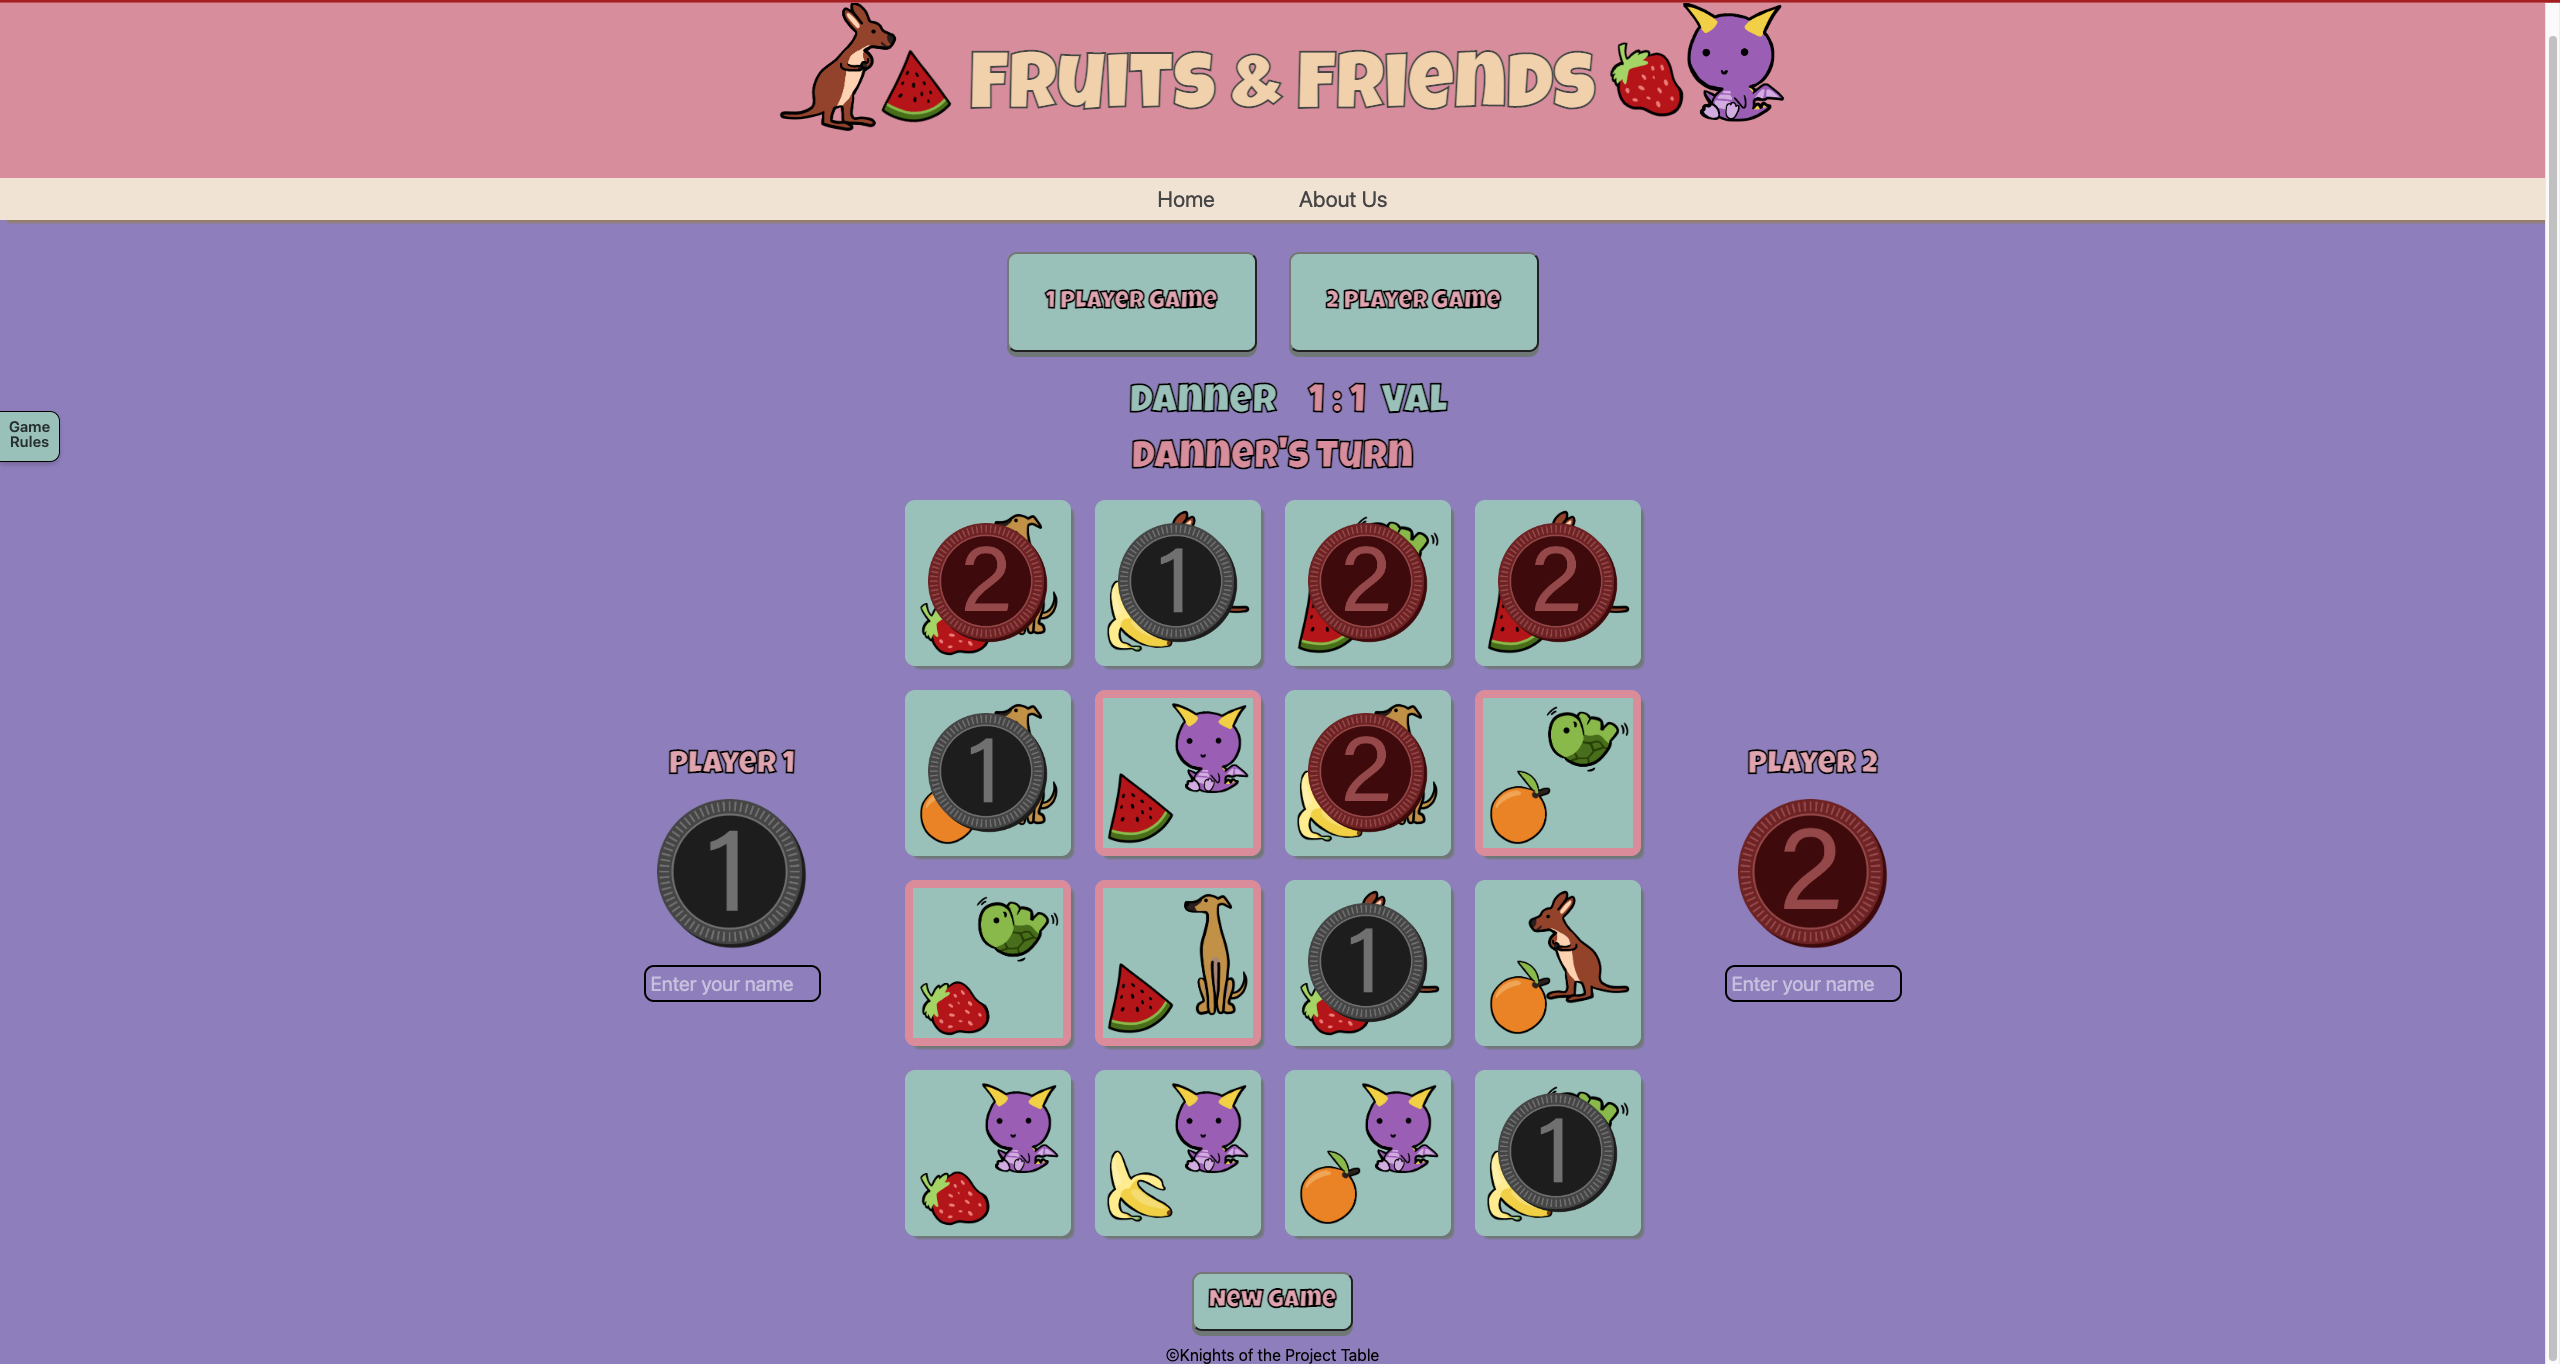 FRUITS & FRIENDS
Home About Us
1 PLAYER GAME 2 PLAYER GAME
DANNER 1 : 1 VAL
Game
Rules
DANNER'S TURN
2 1 2 2
1 2
PLAYER 1 PLAYER 2
1 2
1
Enter your name Enter your name
1
NEW GAME
©Knights of the Project Table